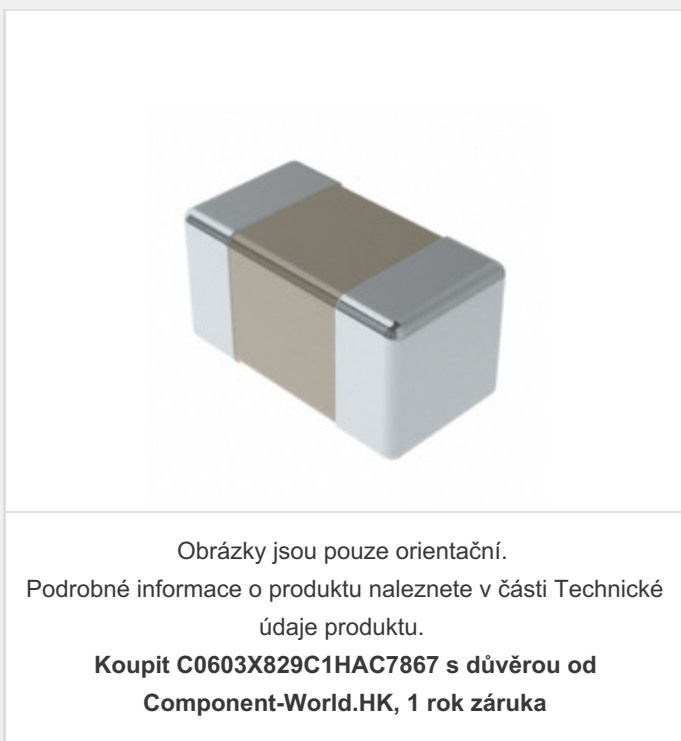 Obrázky jsou pouze orientační.
Podrobné informace o produktu naleznete v části Technické
údaje produktu.
Koupit C0603X829C1HAC7867 s důvěrou od
Component-World.HK, 1 rok záruka